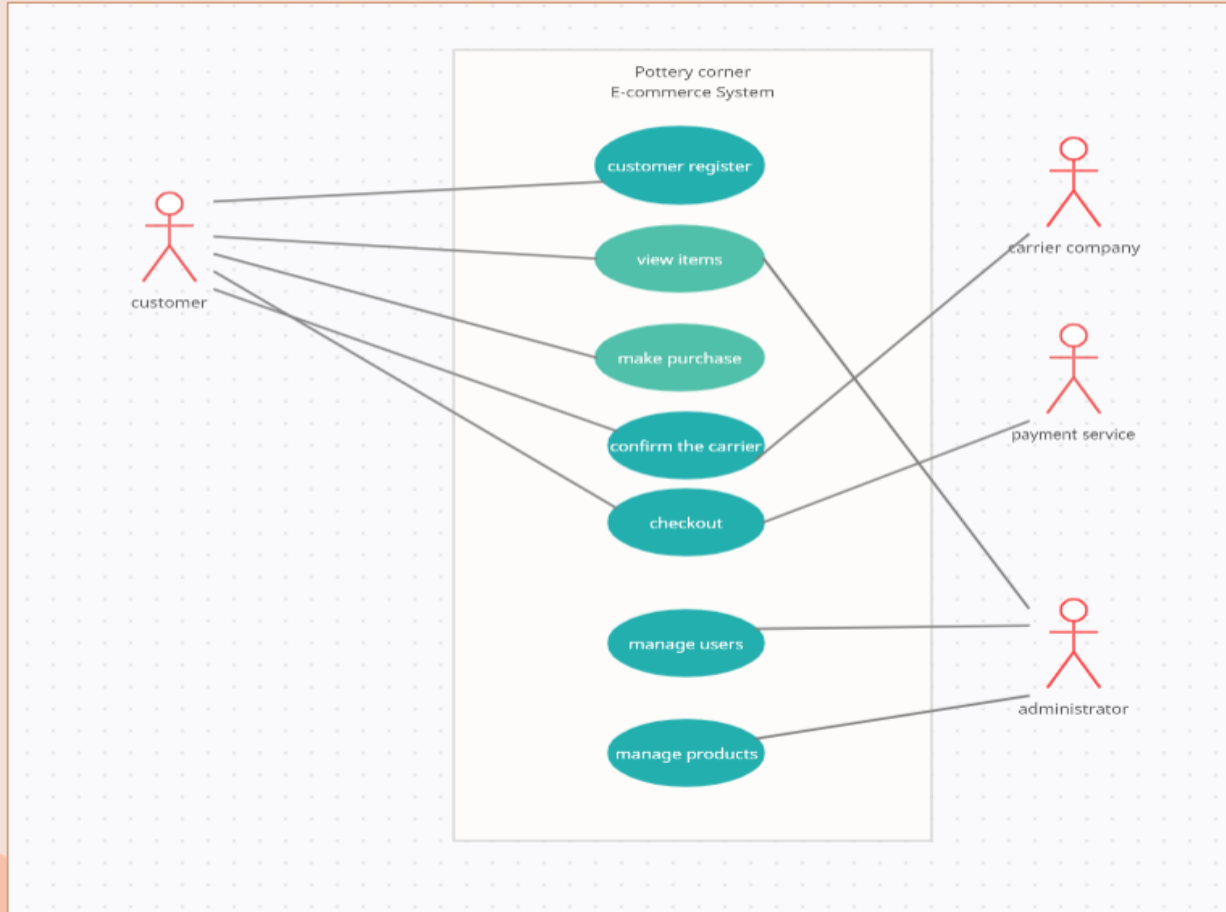 Pottery corner
E-commerce System
customer register
view items
make purchase
confirm the carrier
checkout
manage users
manage products
customer
carrier company
payment service
administrator